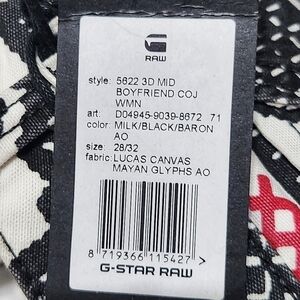 RAW
style: 5622 3D MID
BOYFRIEND COJ
WMN
art: D04945-9039-8672 71
color: MILK/BLACK/BARON
AO
size: 28/32
fabric: LUCAS CANVAS
MAYAN GLYPHS AO
8 719366 115427 >
G-STAR RAW